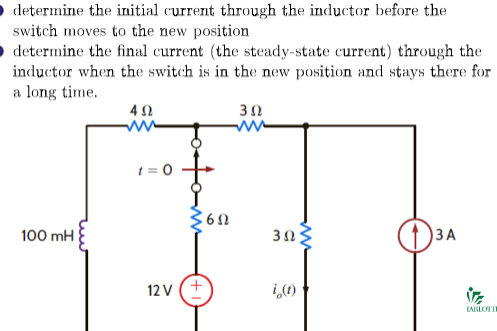 determine the initial current through the inductor before the
switch moves to the new position
determine the final current (the steady-state current) through the
inductor when the switch is in the new position and stays there for
a long time.
4 Ω 3 Ω
t = 0
6 Ω
100 mH 3 Ω 3 A
12 V + − i₀(t)